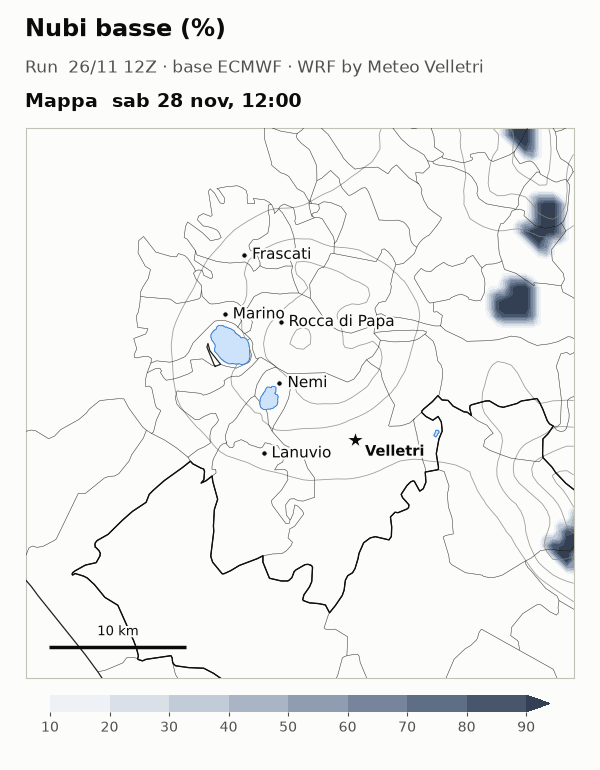 Nubi basse (%)
Run  26/11 12Z · base ECMWF · WRF by Meteo Velletri
Mappa  sab 28 nov, 12:00
Frascati
Marino
Rocca di Papa
Nemi
Velletri
Lanuvio
10 km
10 20 30 40 50 60 70 80 90